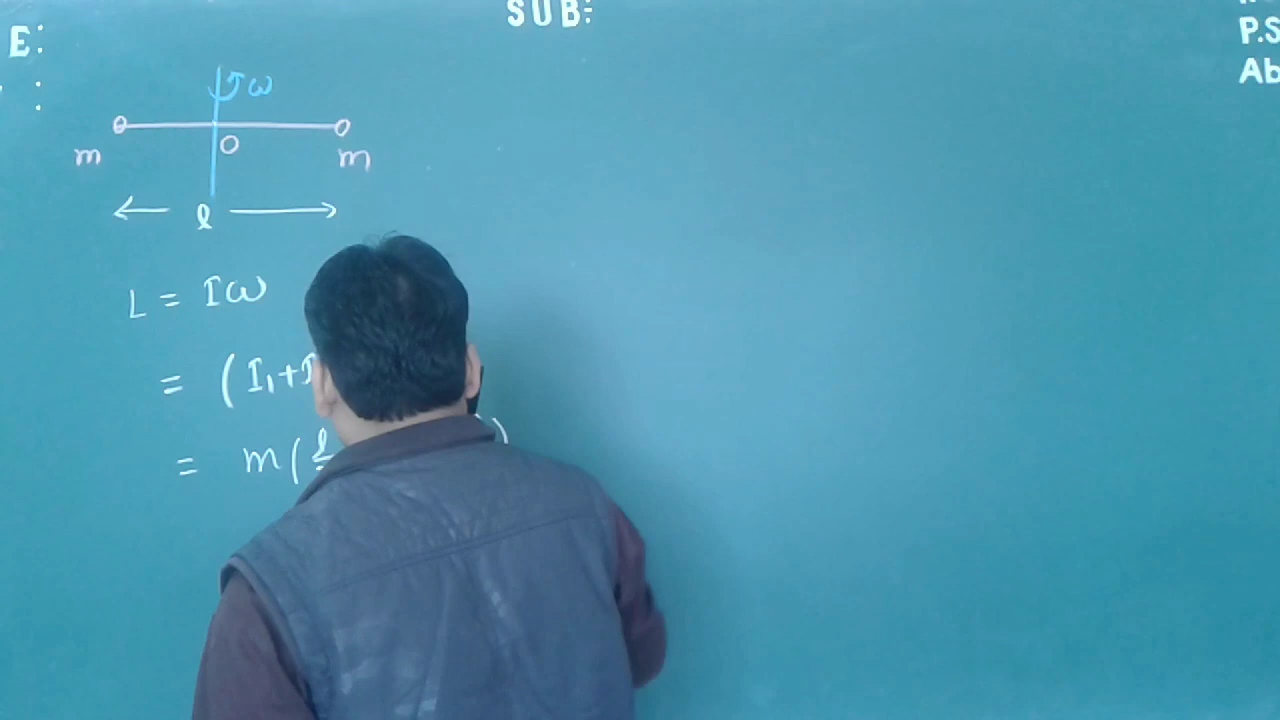 E: SUB:
:
P.S
Ab
ω
O
m m
l
L = Iω
= (I₁+I
= m(l )